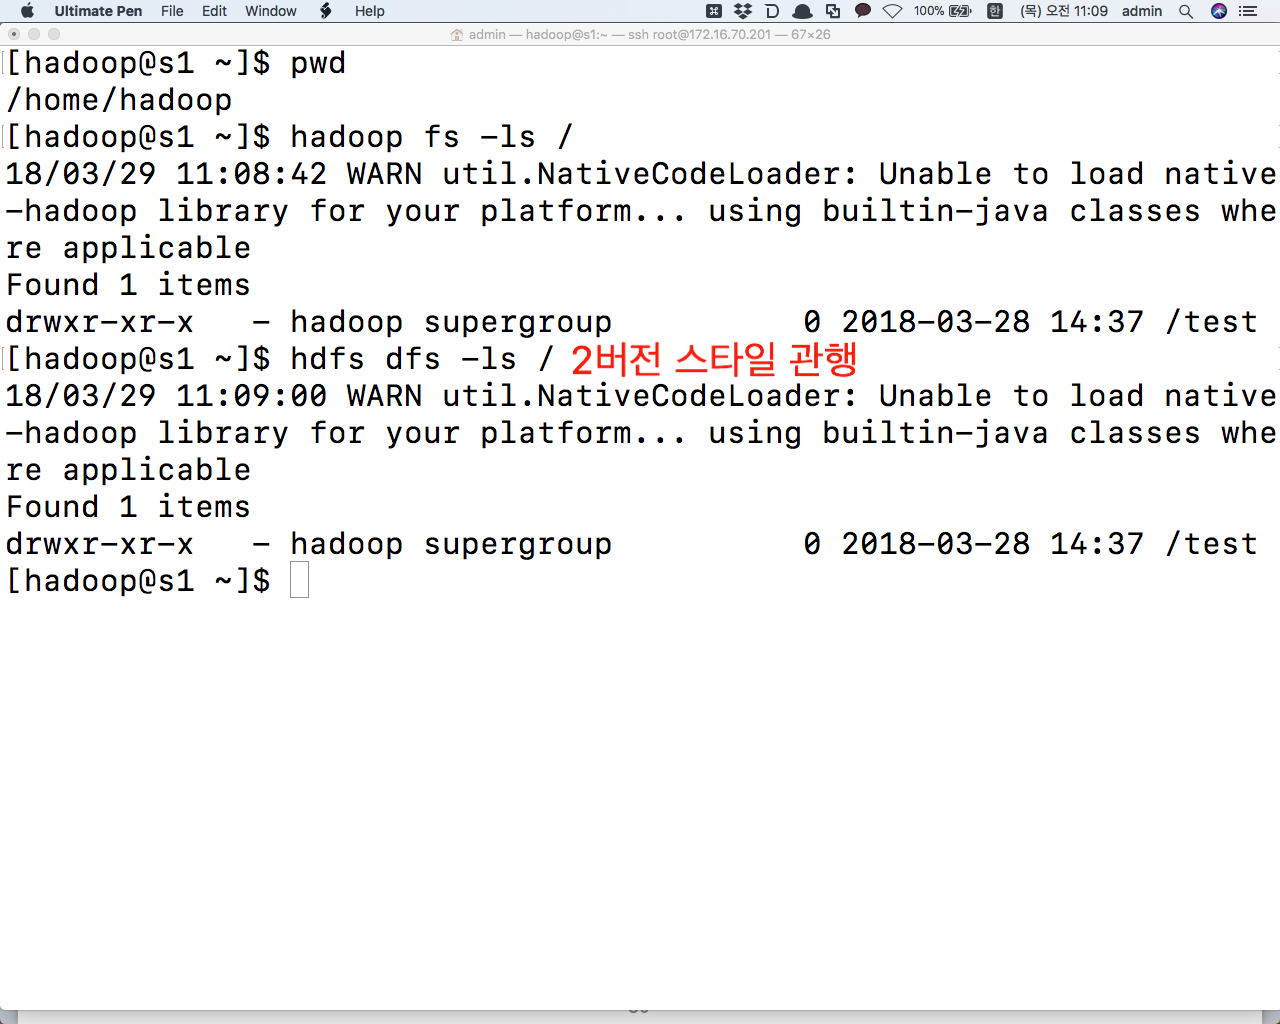 Ultimate Pen File Edit Window Help 100% 한 (목) 오전 11:09 admin
admin — hadoop@s1:~ — ssh root@172.16.70.201 — 67×26
[hadoop@s1 ~]$ pwd
/home/hadoop
[hadoop@s1 ~]$ hadoop fs -ls /
18/03/29 11:08:42 WARN util.NativeCodeLoader: Unable to load native
-hadoop library for your platform... using builtin-java classes whe
re applicable
Found 1 items
drwxr-xr-x   - hadoop supergroup          0 2018-03-28 14:37 /test
[hadoop@s1 ~]$ hdfs dfs -ls / 2버전 스타일 관행
18/03/29 11:09:00 WARN util.NativeCodeLoader: Unable to load native
-hadoop library for your platform... using builtin-java classes whe
re applicable
Found 1 items
drwxr-xr-x   - hadoop supergroup          0 2018-03-28 14:37 /test
[hadoop@s1 ~]$